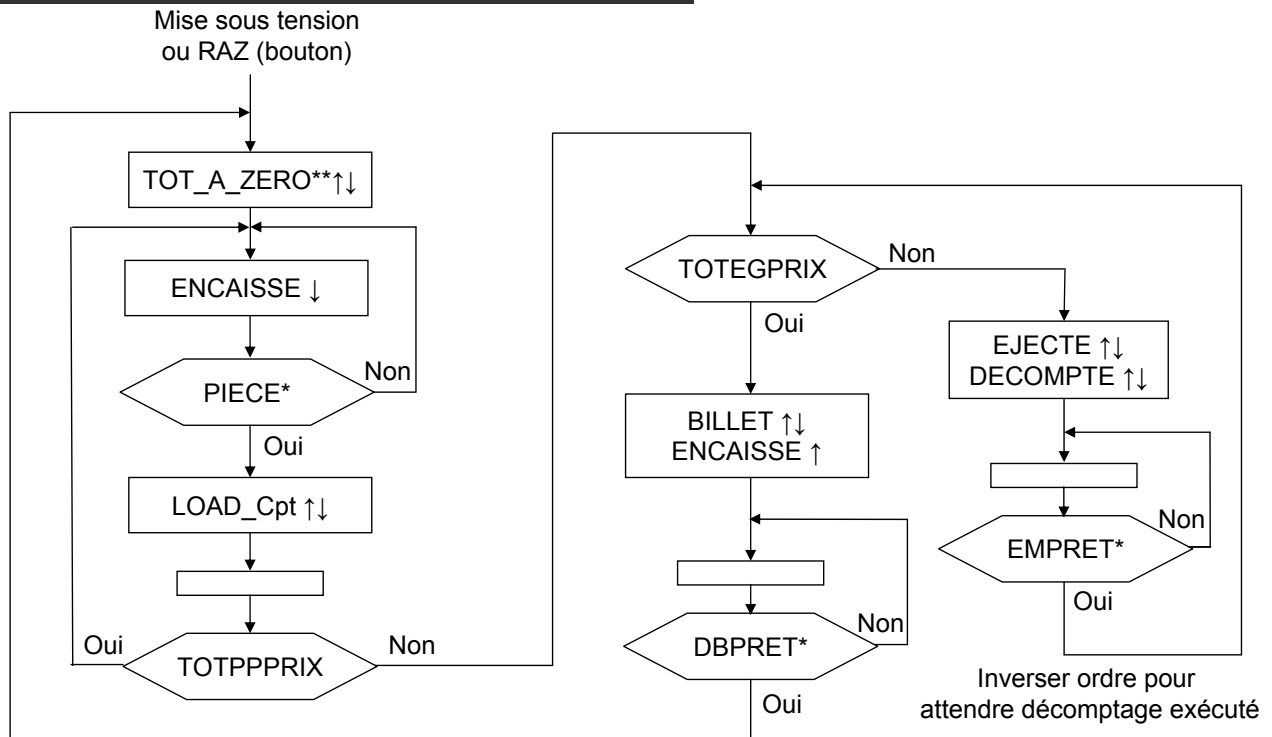 Mise sous tension
ou RAZ (bouton)
TOT_A_ZERO**↑↓
ENCAISSE ↓
PIECE*
Non
Oui
LOAD_Cpt ↑↓
Oui
TOTPPPRIX
Non
TOTEGPRIX
Non
Oui
BILLET ↑↓
ENCAISSE ↑
DBPRET*
Non
Oui
EJECTE ↑↓
DECOMPTE ↑↓
EMPRET*
Non
Oui
Inverser ordre pour
attendre décomptage exécuté